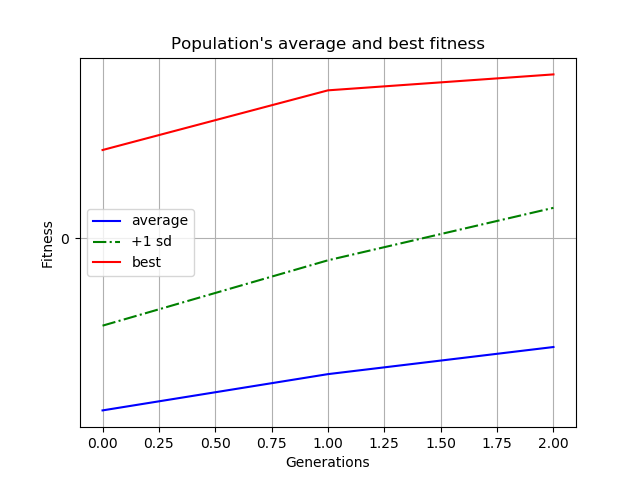 Population's average and best fitness
Fitness
0
average
+1 sd
best
0.00 0.25 0.50 0.75 1.00 1.25 1.50 1.75 2.00
Generations